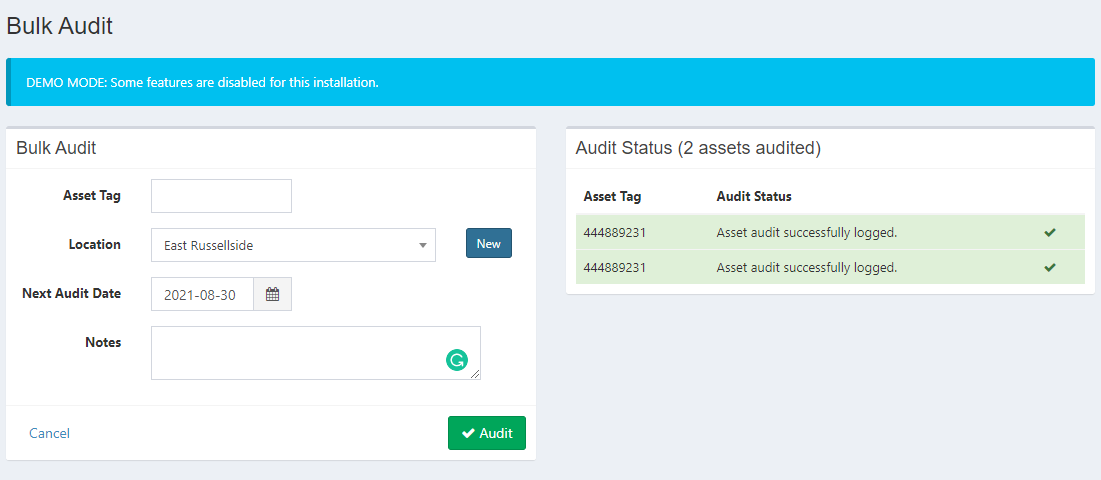 Bulk Audit
DEMO MODE: Some features are disabled for this installation.
Bulk Audit
Asset Tag
Location
East Russellside
New
Next Audit Date
2021-08-30
Notes
Cancel
Audit
Audit Status (2 assets audited)
Asset Tag Audit Status
444889231 Asset audit successfully logged.
444889231 Asset audit successfully logged.